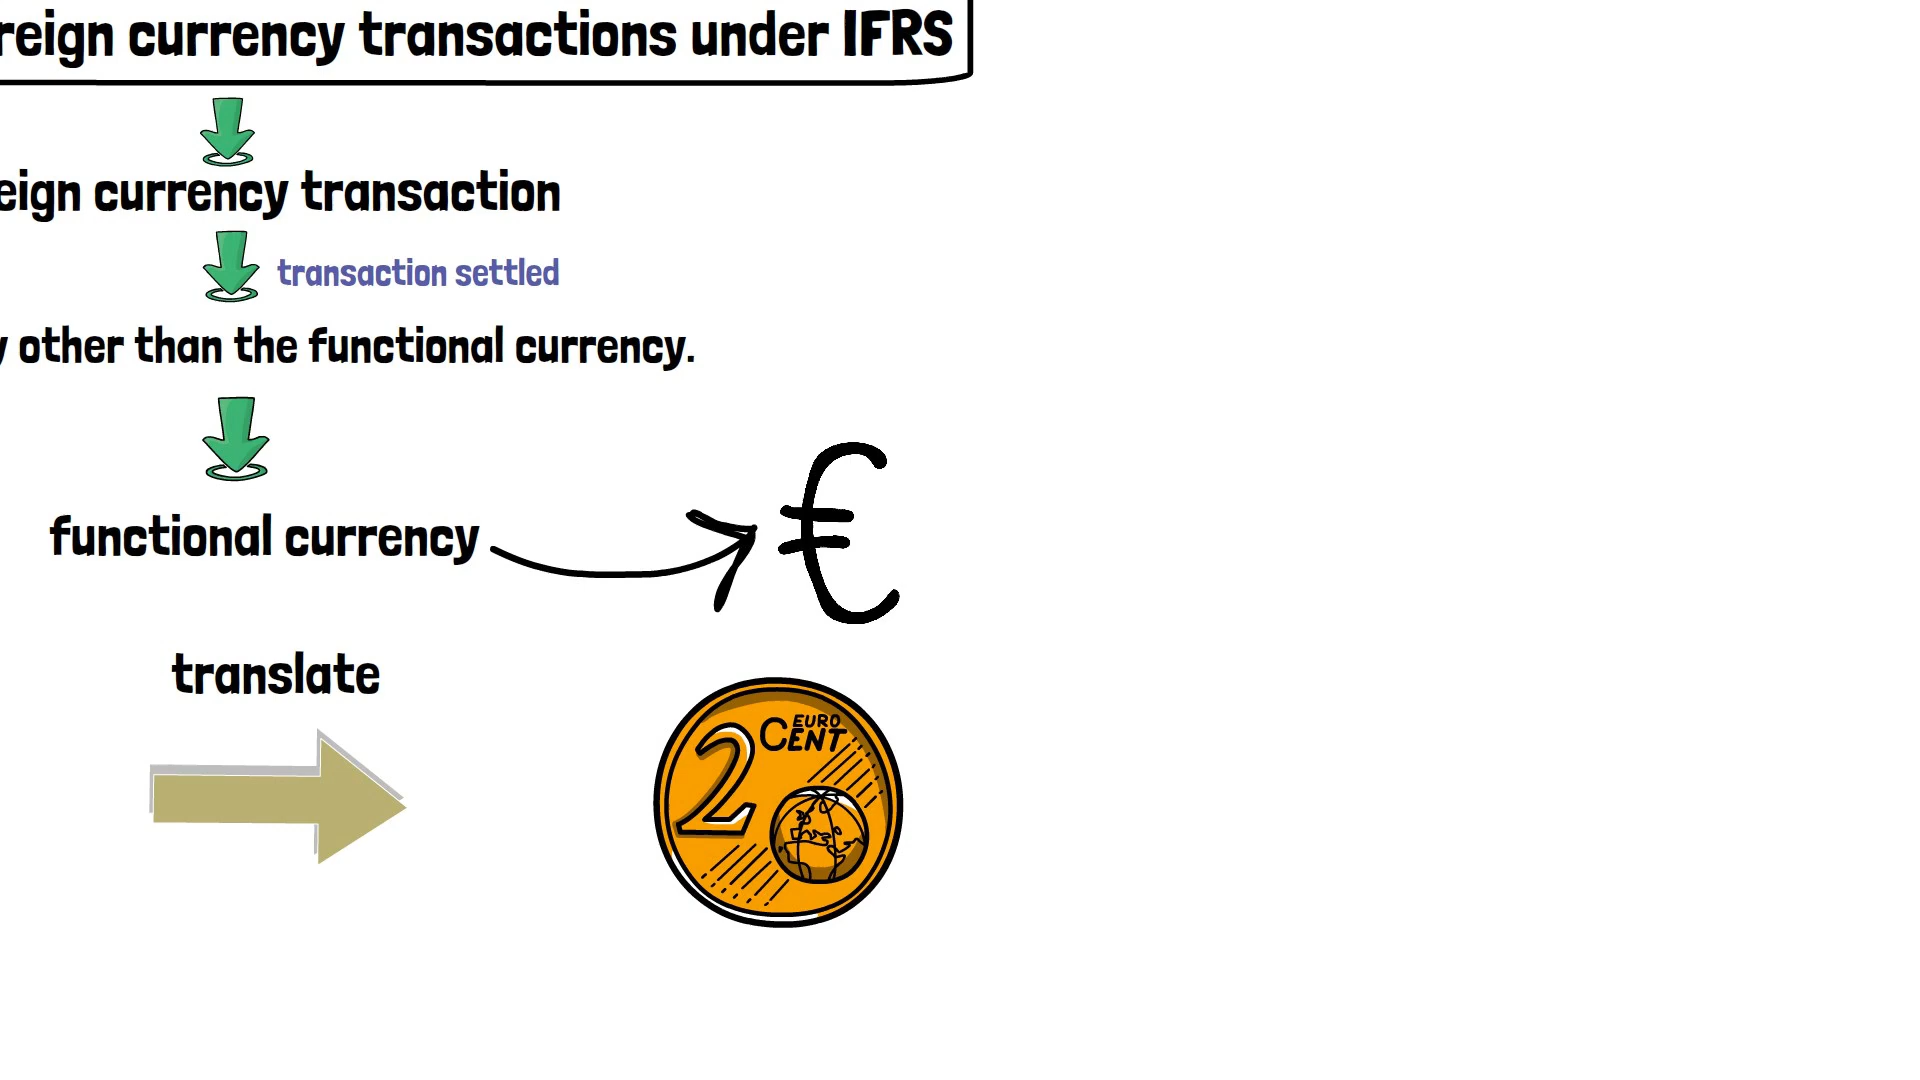 reign currency transactions under IFRS
eign currency transaction
transaction settled
y other than the functional currency.
functional currency
translate
2 EURO
CENT